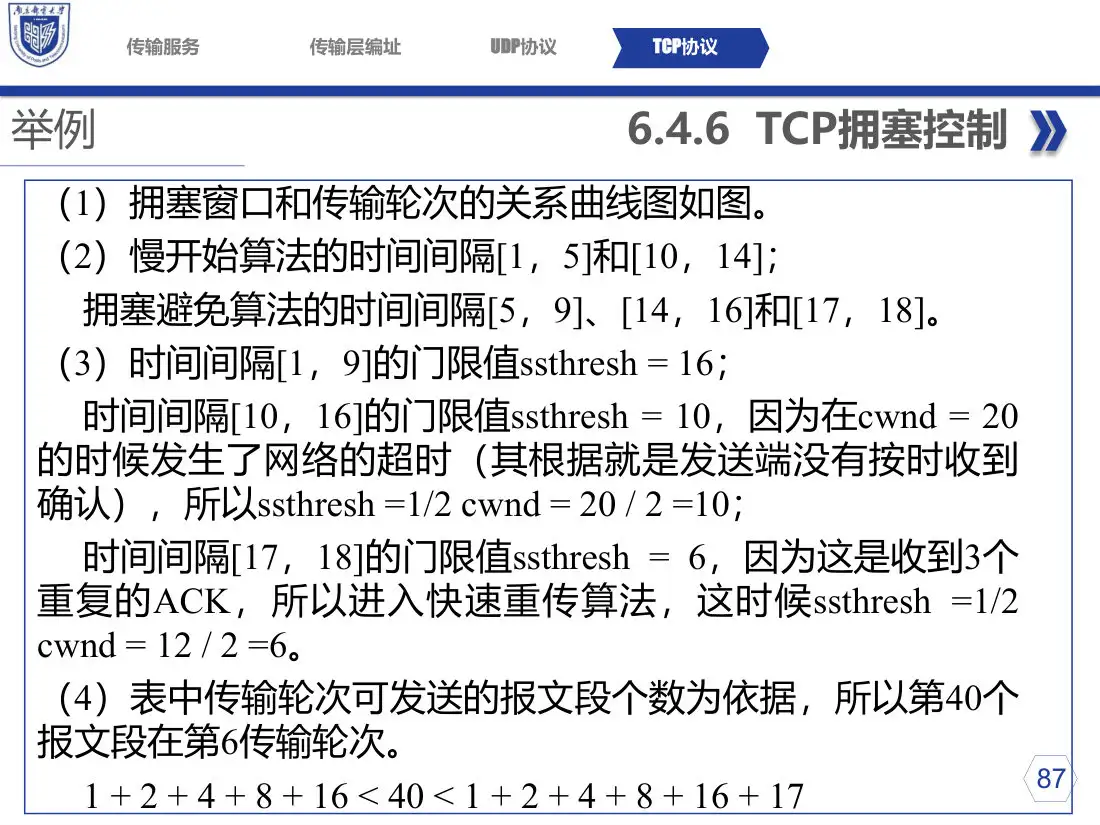 南京邮电大学
传输服务
传输层编址
UDP协议
TCP协议
举例
6.4.6 TCP拥塞控制
（1）拥塞窗口和传输轮次的关系曲线图如图。
（2）慢开始算法的时间间隔[1，5]和[10，14]；
拥塞避免算法的时间间隔[5，9]、[14，16]和[17，18]。
（3）时间间隔[1，9]的门限值ssthresh = 16；
时间间隔[10，16]的门限值ssthresh = 10，因为在cwnd = 20
的时候发生了网络的超时（其根据就是发送端没有按时收到
确认），所以ssthresh =1/2 cwnd = 20 / 2 =10；
时间间隔[17，18]的门限值ssthresh = 6，因为这是收到3个
重复的ACK，所以进入快速重传算法，这时候ssthresh =1/2
cwnd = 12 / 2 =6。
（4）表中传输轮次可发送的报文段个数为依据，所以第40个
报文段在第6传输轮次。
1 + 2 + 4 + 8 + 16 < 40 < 1 + 2 + 4 + 8 + 16 + 17
87